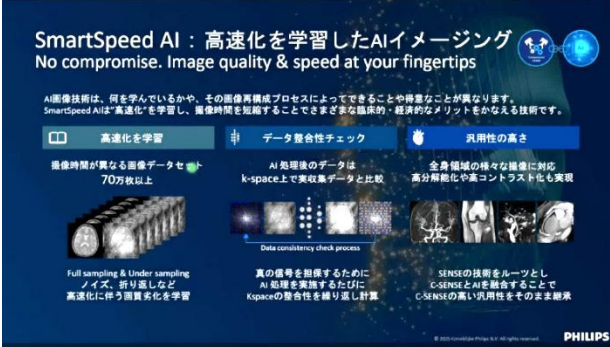 SmartSpeed AI：高速化を学習したAIイメージング
No compromise. Image quality & speed at your fingertips
AI画像技術は、何を学んでいるかや、その画像再構成プロセスによってできることや得意なことが異なります。
SmartSpeed AIは“高速化”を学習し、撮像時間を短縮することでさまざまな臨床的・経済的なメリットをかなえる技術です。
高速化を学習
撮像時間が異なる画像データセット
70万枚以上
Full sampling & Under sampling
ノイズ、折り返しなど
高速化に伴う画質劣化を学習
データ整合性チェック
AI 処理後のデータは
k-space上で実収集データと比較
Data consistency check process
真の信号を担保するために
AI 処理を実施するたびに
Kspaceの整合性を繰り返し計算
汎用性の高さ
全身領域の様々な撮像に対応
高分解能化や高コントラスト化も実現
SENSEの技術をルーツとし
C-SENSEとAIを融合することで
C-SENSEの高い汎用性をそのまま継承
© 2025 Koninklijke Philips N.V. All rights reserved.
PHILIPS